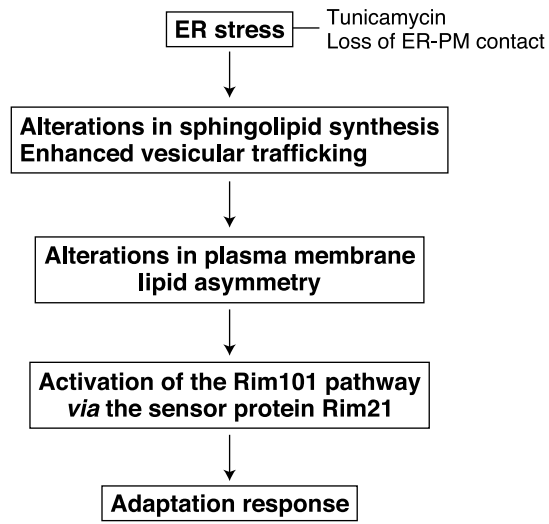 ER stress
Tunicamycin
Loss of ER-PM contact
Alterations in sphingolipid synthesis
Enhanced vesicular trafficking
Alterations in plasma membrane
lipid asymmetry
Activation of the Rim101 pathway
via the sensor protein Rim21
Adaptation response